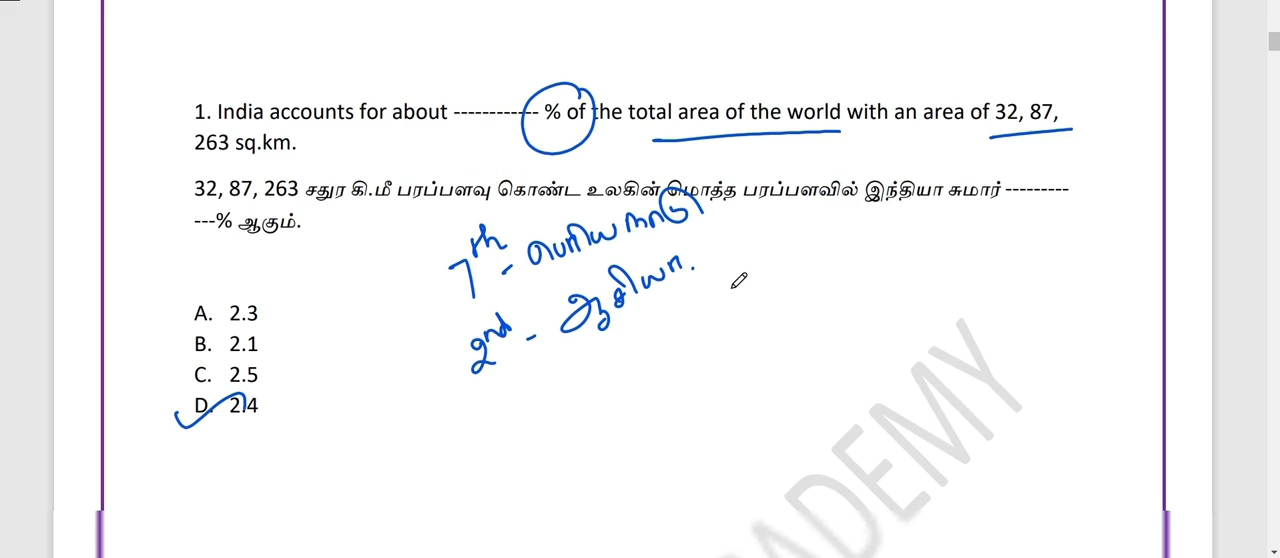 1. India accounts for about ------------ % of the total area of the world with an area of 32, 87,
263 sq.km.
32, 87, 263 சதுர கி.மீ பரப்பளவு கொண்ட உலகின் மொத்த பரப்பளவில் இந்தியா சுமார் ---------
---% ஆகும்.
7th - பெரிய நாடு
2nd - ஆசியா.
A. 2.3
B. 2.1
C. 2.5
D. 2.4
ADEMY